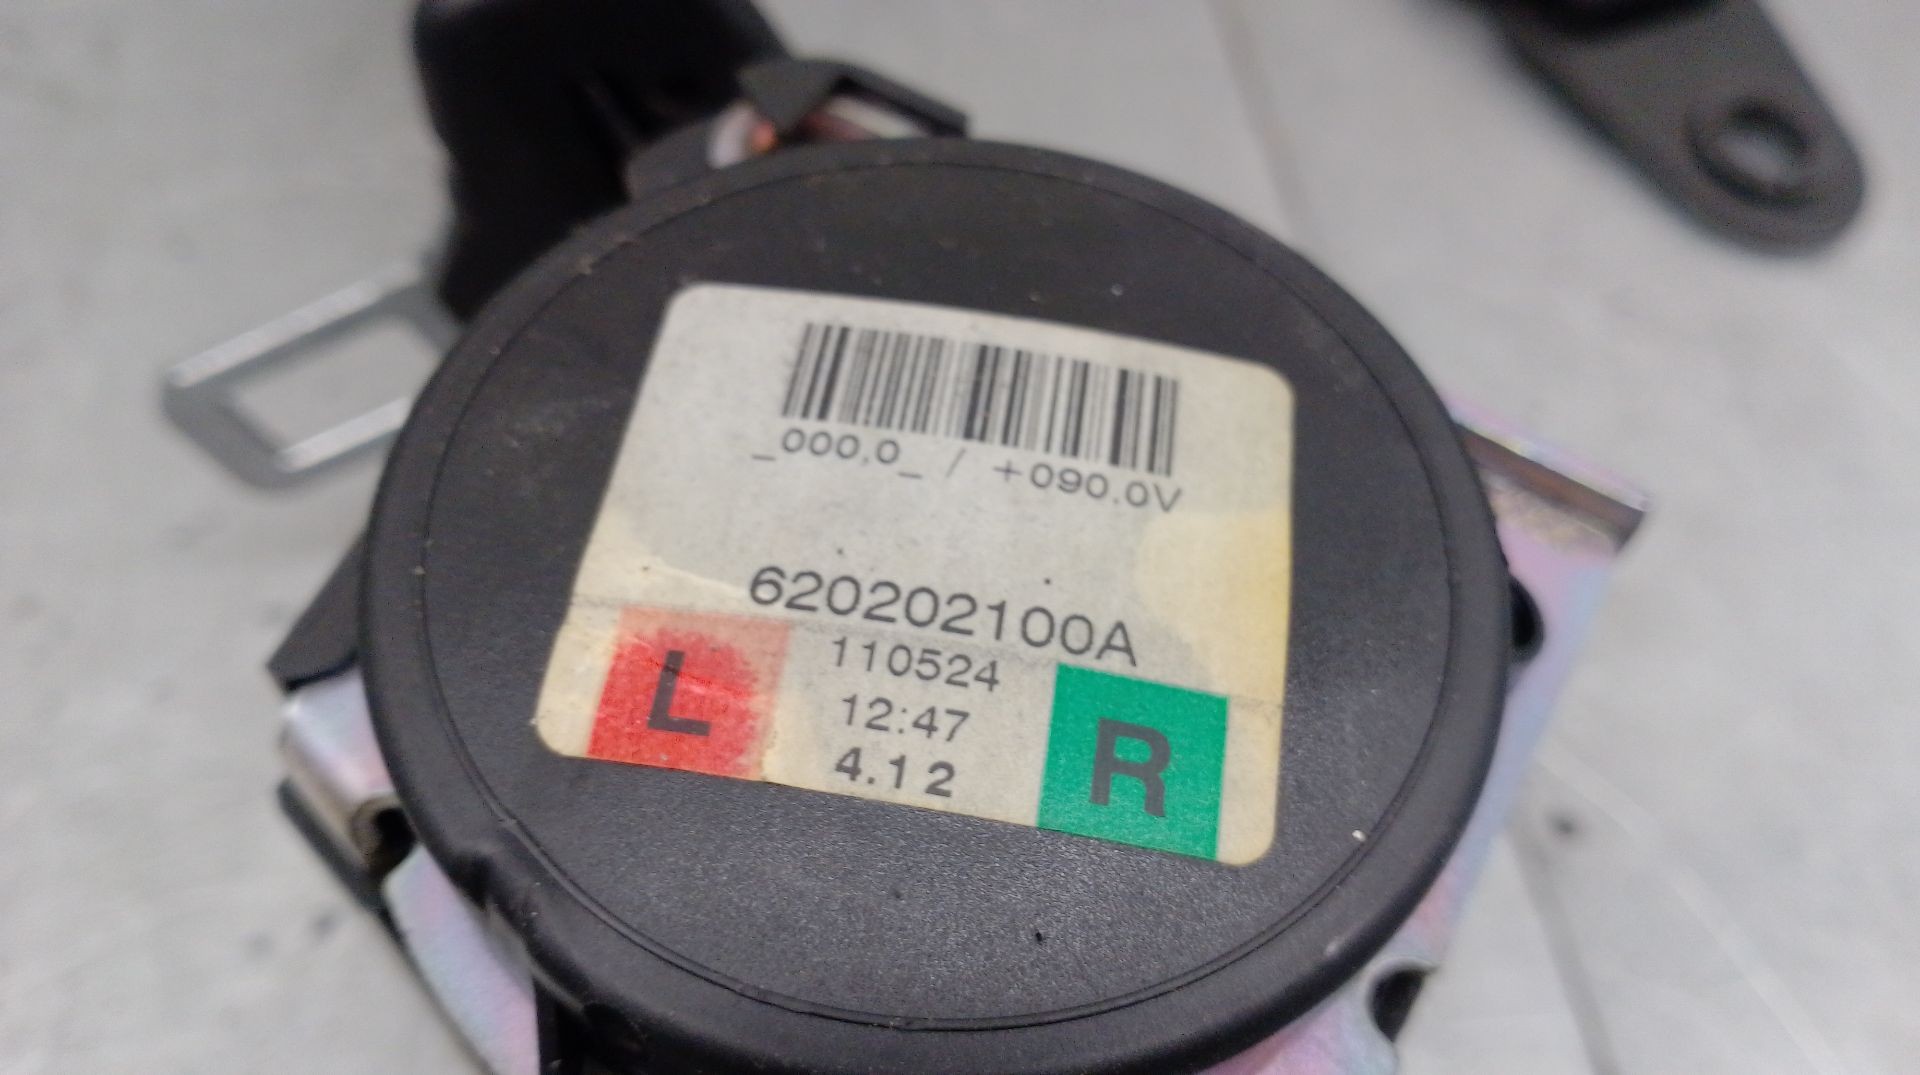 _000,0_ / +090.0V
620202100A
110524
L
12:47
R
4.12